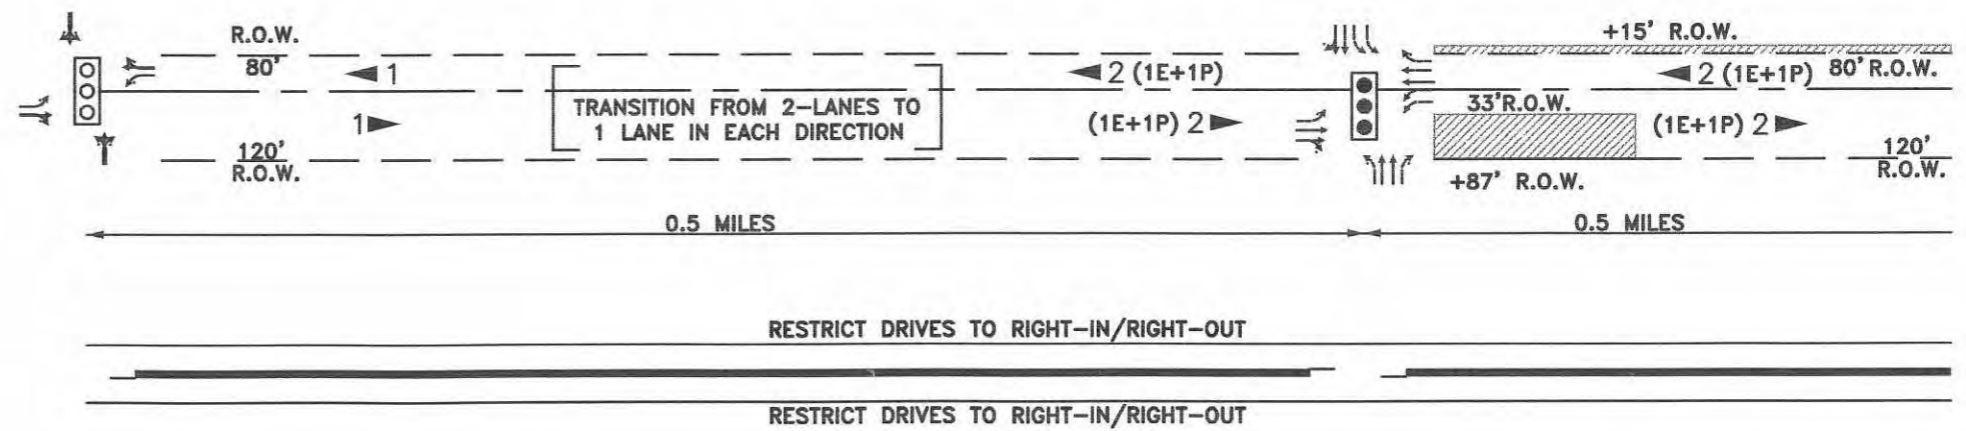 R.O.W.
80'
1
1
120'
R.O.W.
TRANSITION FROM 2-LANES TO
1 LANE IN EACH DIRECTION
2 (1E+1P)
(1E+1P) 2
+15' R.O.W.
2 (1E+1P) 80' R.O.W.
33' R.O.W.
(1E+1P) 2
120'
R.O.W.
+87' R.O.W.
0.5 MILES
0.5 MILES
RESTRICT DRIVES TO RIGHT-IN/RIGHT-OUT
RESTRICT DRIVES TO RIGHT-IN/RIGHT-OUT